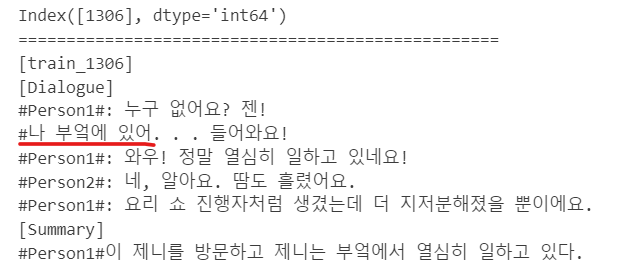 Index([1306], dtype='int64')
==================================================
[train_1306]
[Dialogue]
#Person1#: 누구 없어요? 젠!
#나 부엌에 있어. . . 들어와요!
#Person1#: 와우! 정말 열심히 일하고 있네요!
#Person2#: 네, 알아요. 땀도 흘렸어요.
#Person1#: 요리 쇼 진행자처럼 생겼는데 더 지저분해졌을 뿐이에요.
[Summary]
#Person1#이 제니를 방문하고 제니는 부엌에서 열심히 일하고 있다.